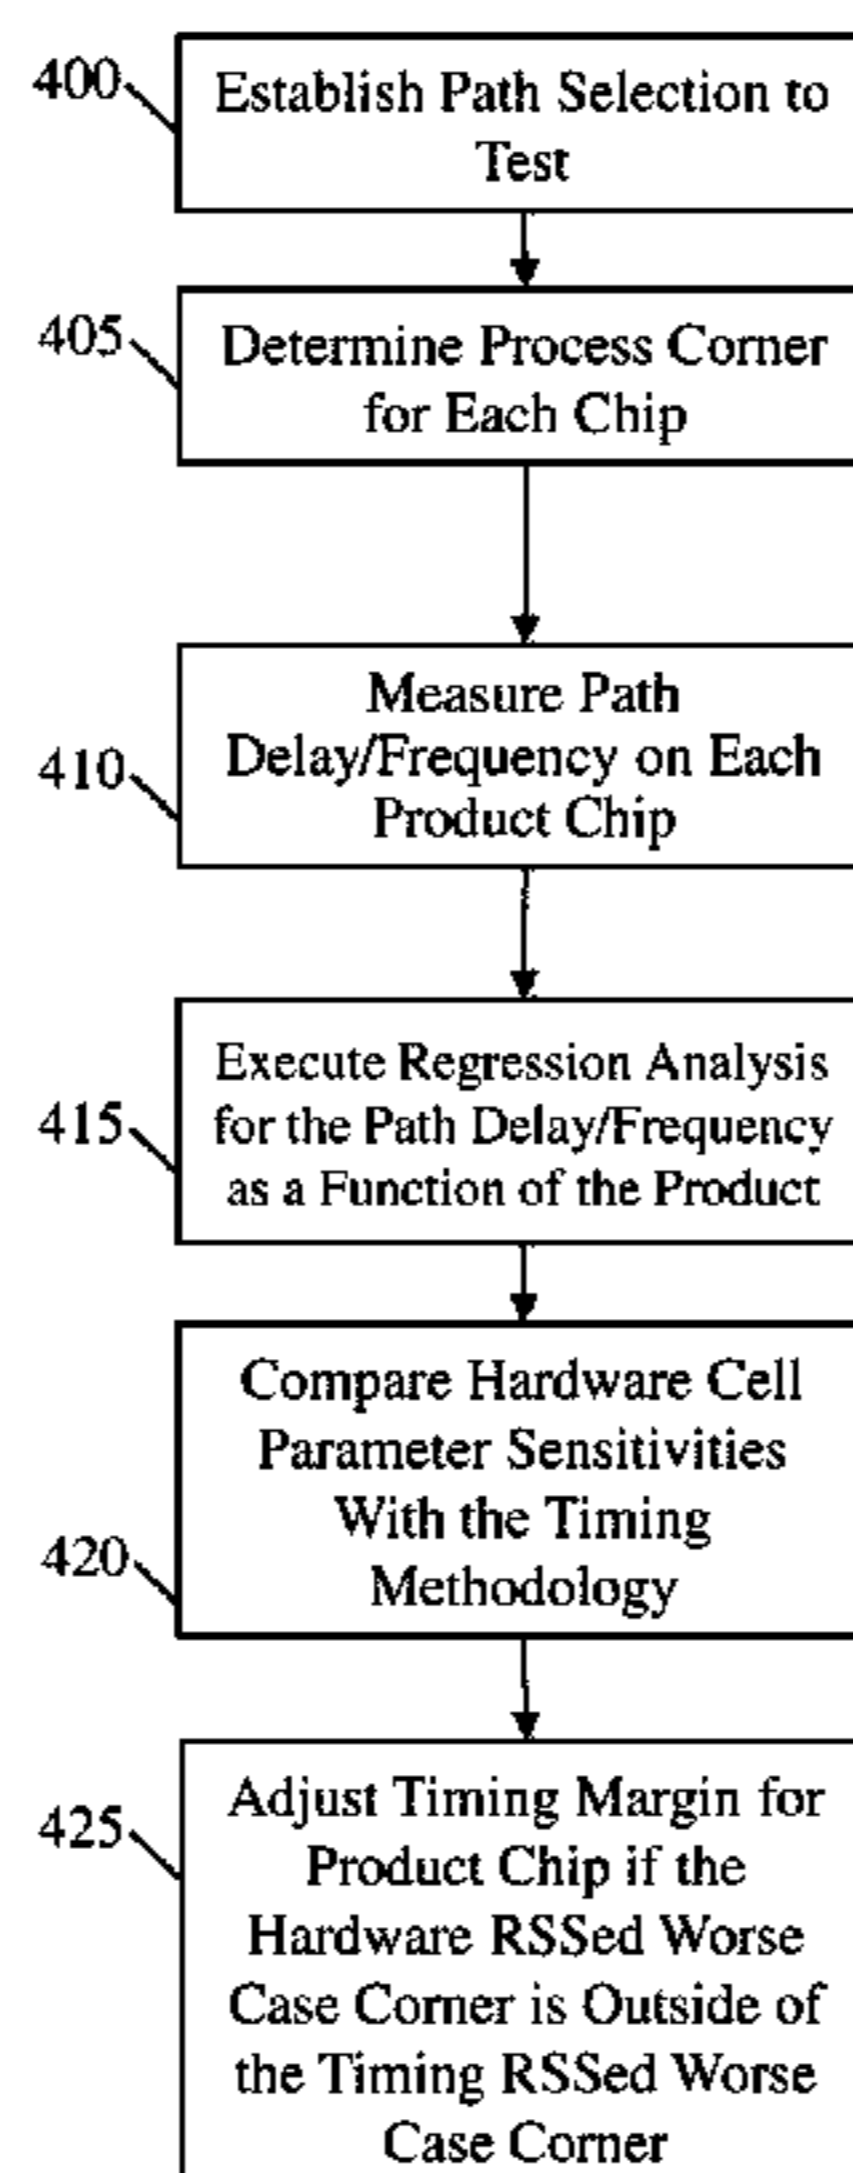 400
Establish Path Selection to
Test
405
Determine Process Corner
for Each Chip
Measure Path
410
Delay/Frequency on Each
Product Chip
Execute Regression Analysis
415
for the Path Delay/Frequency
as a Function of the Product
Compare Hardware Cell
Parameter Sensitivities
With the Timing
420
Methodology
Adjust Timing Margin for
425
Product Chip if the
Hardware RSSed Worse
Case Corner is Outside of
the Timing RSSed Worse
Case Corner